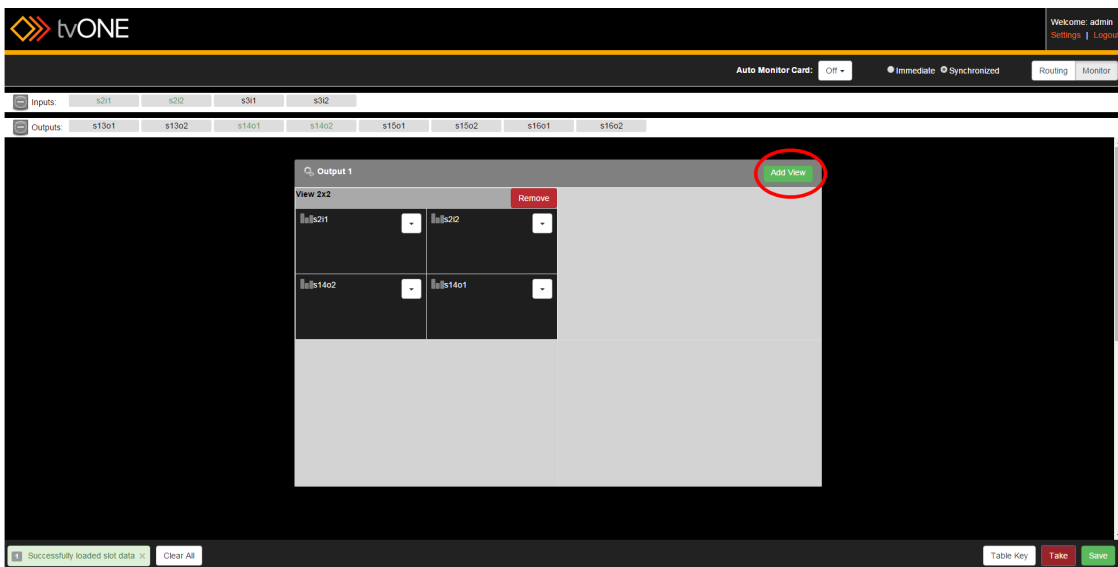 tvONE
Welcome: admin
Settings | Logout
Auto Monitor Card: Off Immediate Synchronized Routing Monitor
Inputs: s2i1 s2i2 s3i1 s3i2
Outputs: s13o1 s13o2 s14o1 s14o2 s15o1 s15o2 s16o1 s16o2
Output 1 Add View
View 2x2 Remove
s2i1 s2i2
s14o2 s14o1
1 Successfully loaded slot data × Clear All Table Key Take Save